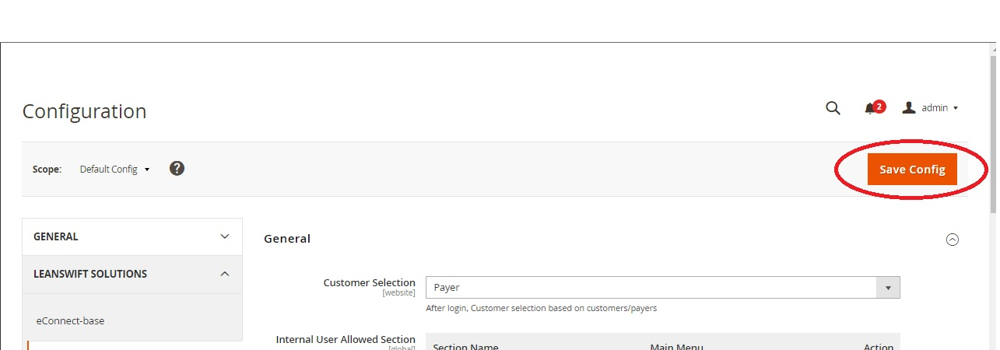 Configuration
2
admin
Scope: Default Config ?
Save Config
GENERAL
General
LEANSWIFT SOLUTIONS
Customer Selection
[website]
Payer
After login, Customer selection based on customers/payers
eConnect-base
Internal User Allowed Section
[global]
Section Name Main Menu Action